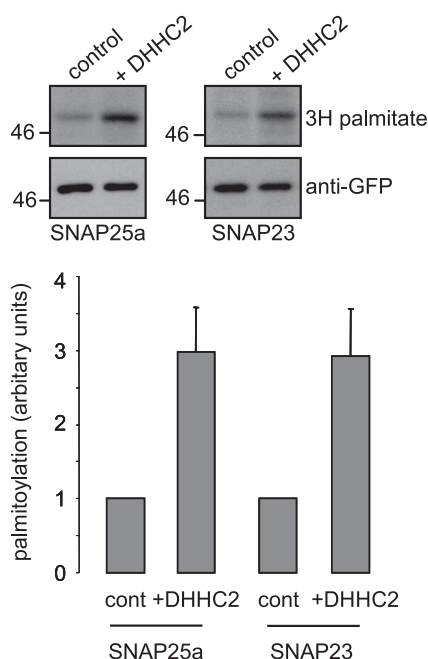 control + DHHC2 control + DHHC2
46 46 3H palmitate
46 46 anti-GFP
SNAP25a SNAP23
palmitoylation (arbitary units)
4
3
2
1
0
cont +DHHC2 cont +DHHC2
SNAP25a SNAP23